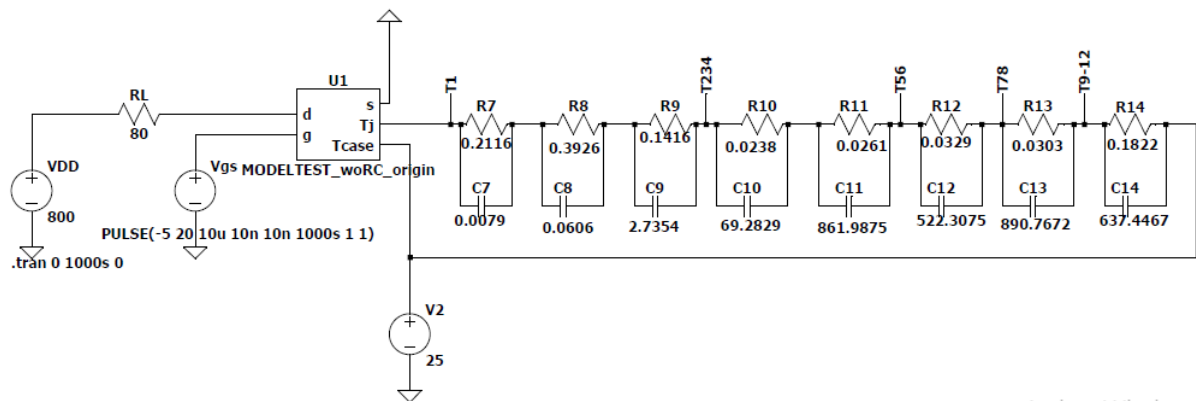 U1
RL
80
d
g
s
Tj
Tcase
MODELTEST_woRC_origin
VDD
800
Vgs
PULSE(-5 20 10u 10n 10n 1000s 1 1)
.tran 0 1000s 0
V2
25
T1
R7
0.2116
C7
0.0079
R8
0.3926
C8
0.0606
R9
0.1416
C9
2.7354
T234
R10
0.0238
C10
69.2829
R11
0.0261
C11
861.9875
T56
R12
0.0329
C12
522.3075
T78
R13
0.0303
C13
890.7672
T9-12
R14
0.1822
C14
637.4467